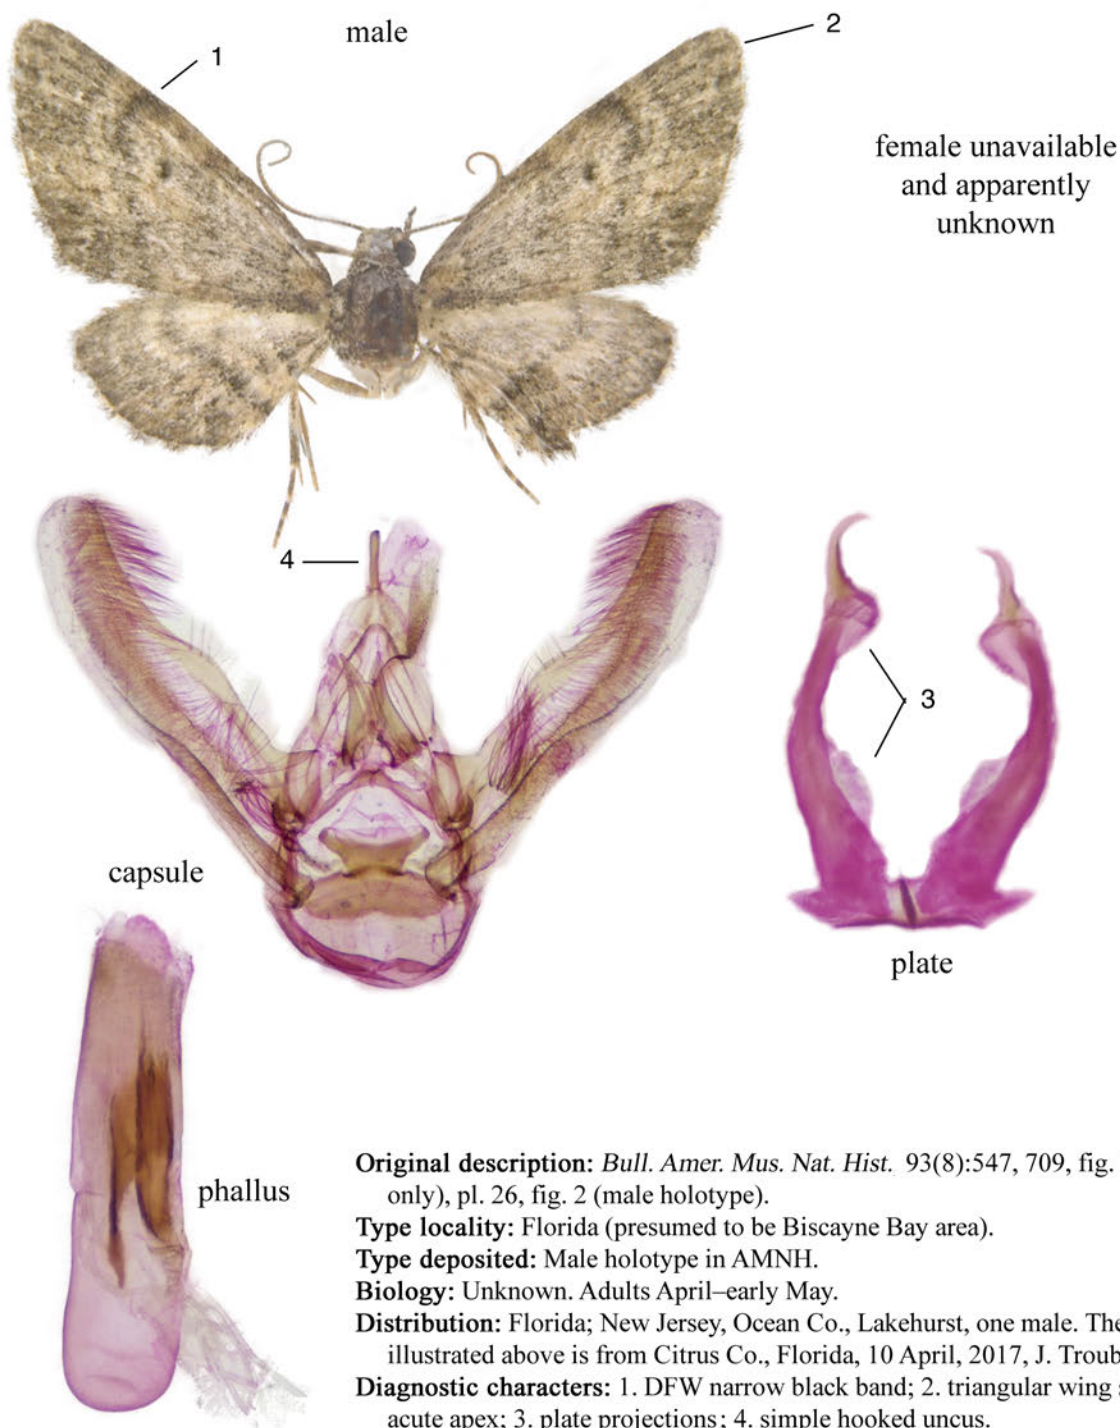 male
1
2
female unavailable
and apparently
unknown
4
3
capsule
plate
phallus
Original description: Bull. Amer. Mus. Nat. Hist. 93(8):547, 709, fig.
only), pl. 26, fig. 2 (male holotype).
Type locality: Florida (presumed to be Biscayne Bay area).
Type deposited: Male holotype in AMNH.
Biology: Unknown. Adults April–early May.
Distribution: Florida; New Jersey, Ocean Co., Lakehurst, one male. The
illustrated above is from Citrus Co., Florida, 10 April, 2017, J. Troub
Diagnostic characters: 1. DFW narrow black band; 2. triangular wing
acute apex; 3. plate projections; 4. simple hooked uncus.